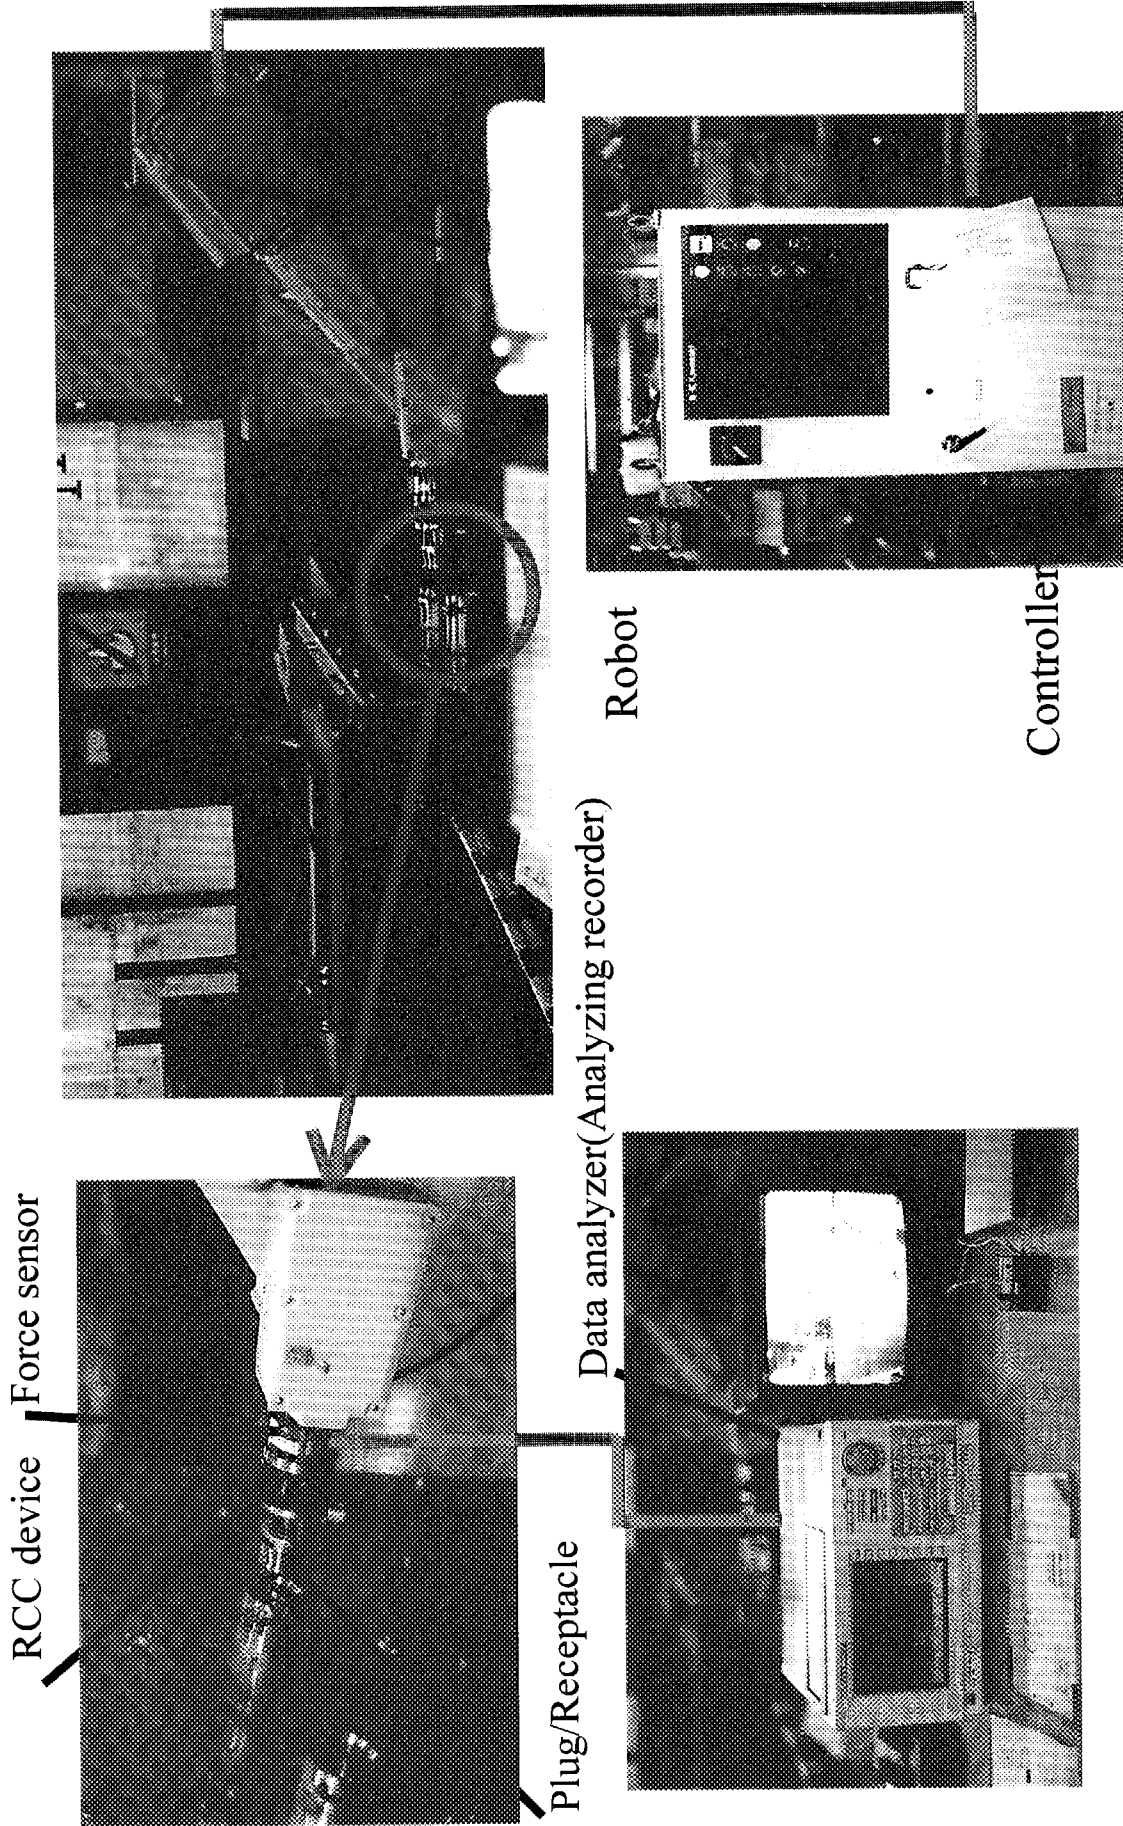 RCC device
Force sensor
Plug/Receptacle
Data analyzer(Analyzing recorder)
Robot
Controller